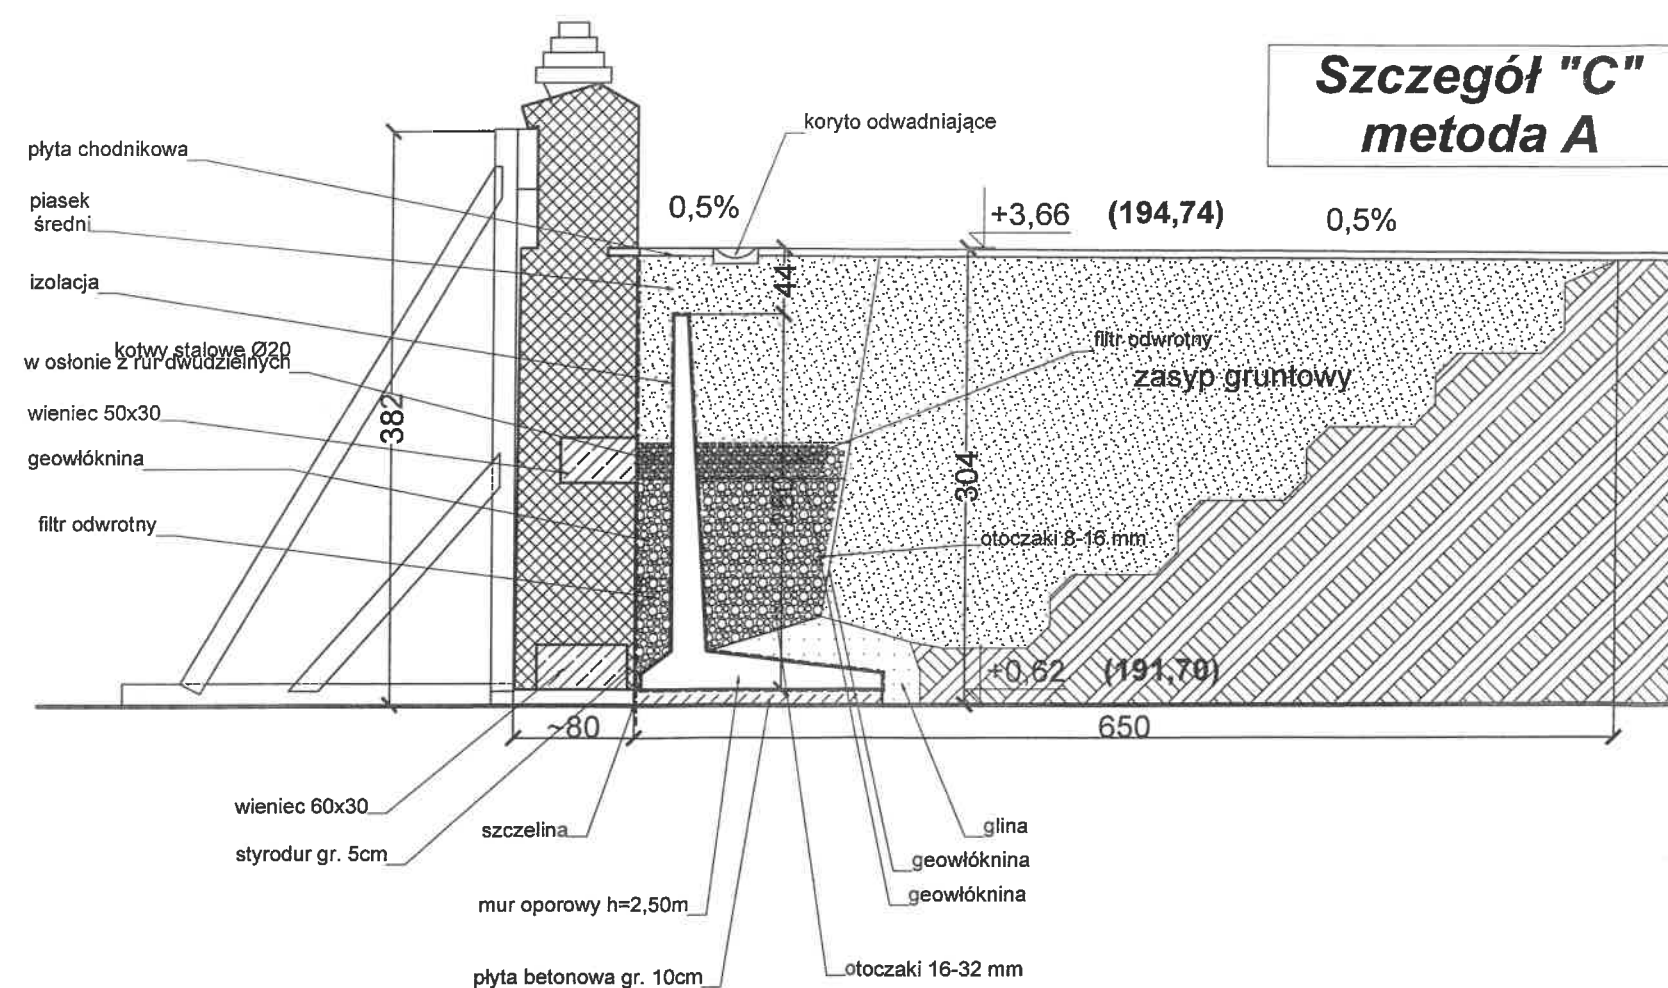 Szczegół "C"
metoda A
koryto odwadniające
płyta chodnikowa
piasek
średni
0,5%
+3,66 (194,74)
0,5%
izolacja
44
kotwy stalowe Ø20
w osłonie z rur dwudzielnych
filtr odwrotny
zasyp gruntowy
wieniec 50x30
382
geowłóknina
304
filtr odwrotny
otoczaki 8-16 mm
+0,62 (191,70)
~80
650
wieniec 60x30
szczelina
glina
styrodur gr. 5cm
geowłóknina
geowłóknina
mur oporowy h=2,50m
płyta betonowa gr. 10cm
otoczaki 16-32 mm